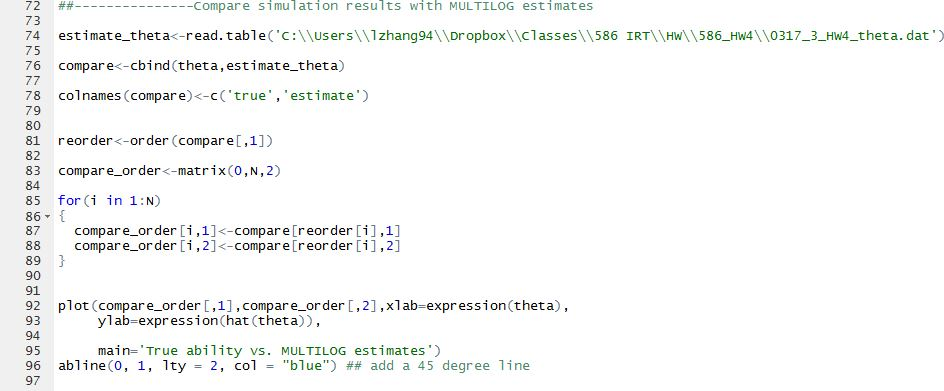 72 ##---------------Compare simulation results with MULTILOG estimates
73
74 estimate_theta<-read.table('C:\\Users\\lzhang94\\Dropbox\\Classes\\586 IRT\\HW\\586_HW4\\0317_3_HW4_theta.dat')
75
76 compare<-cbind(theta,estimate_theta)
77
78 colnames(compare)<-c('true','estimate')
79
80
81 reorder<-order(compare[,1])
82
83 compare_order<-matrix(0,N,2)
84
85 for(i in 1:N)
86 {
87   compare_order[i,1]<-compare[reorder[i],1]
88   compare_order[i,2]<-compare[reorder[i],2]
89 }
90
91
92 plot(compare_order[,1],compare_order[,2],xlab=expression(theta),
93      ylab=expression(hat(theta)),
94
95      main='True ability vs. MULTILOG estimates')
96 abline(0, 1, lty = 2, col = "blue") ## add a 45 degree line
97